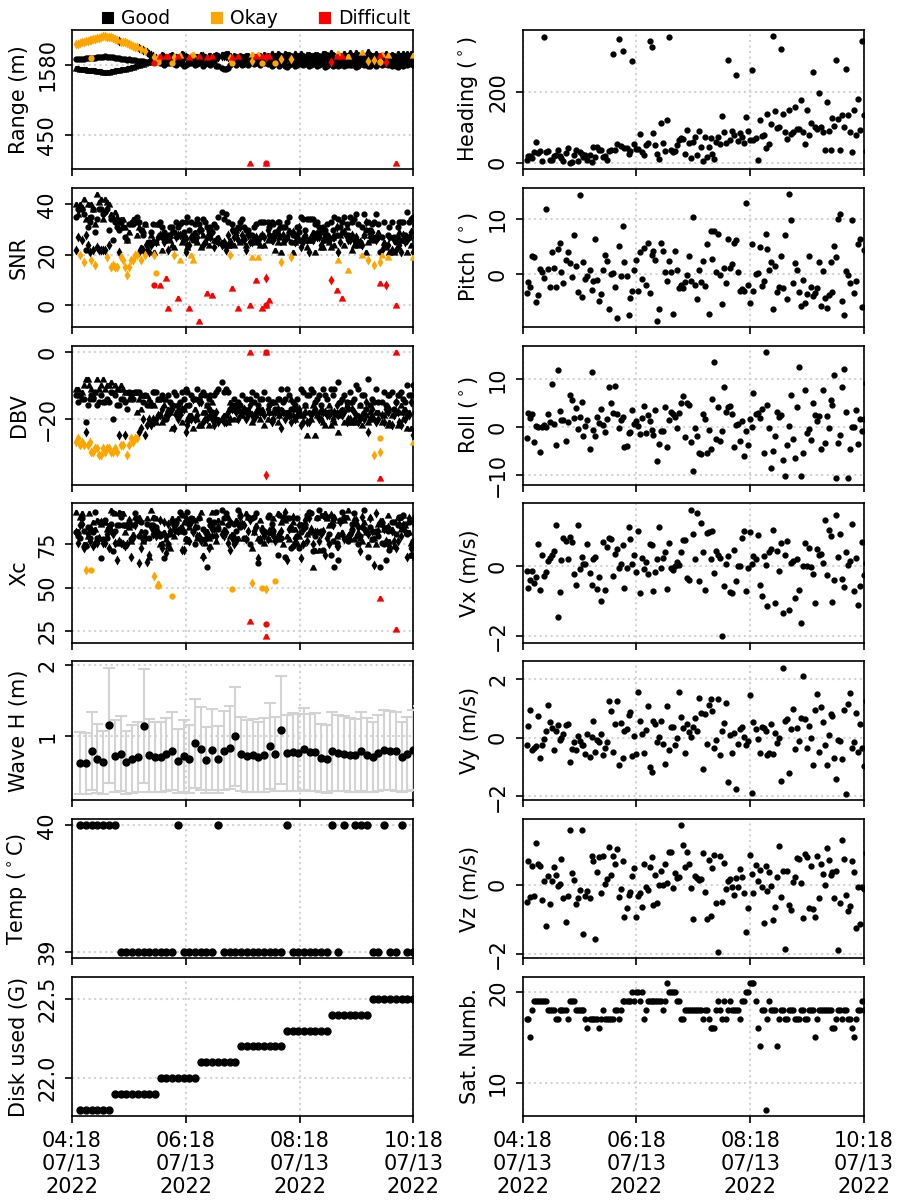 Good Okay Difficult
Range (m)
1580
450
Heading (°)
200
0
SNR
40
20
0
Pitch (°)
10
0
DBV
0
−20
Roll (°)
10
0
−10
Xc
75
50
25
Vx (m/s)
0
−2
Wave H (m)
2
1
Vy (m/s)
2
0
−2
Temp (°C)
40
39
Vz (m/s)
0
−2
Disk used (G)
22.5
22.0
Sat. Numb.
20
10
04:18 06:18 08:18 10:18 04:18 06:18 08:18 10:18
07/13 07/13 07/13 07/13 07/13 07/13 07/13 07/13
2022 2022 2022 2022 2022 2022 2022 2022